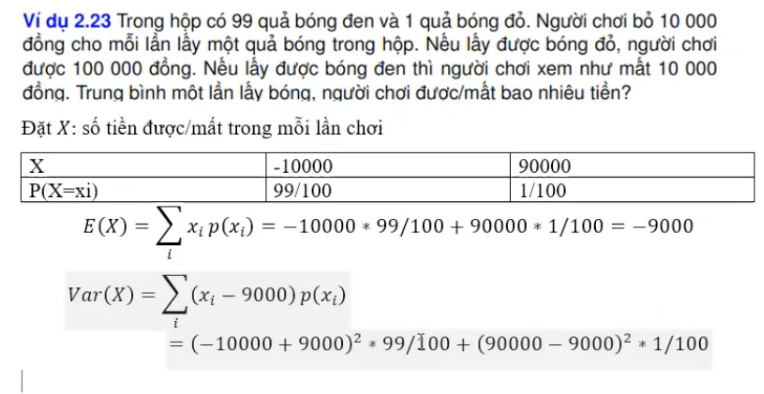 Ví dụ 2.23 Trong hộp có 99 quả bóng đen và 1 quả bóng đỏ. Người chơi bỏ 10 000
đồng cho mỗi lần lấy một quả bóng trong hộp. Nếu lấy được bóng đỏ, người chơi
được 100 000 đồng. Nếu lấy được bóng đen thì người chơi xem như mất 10 000
đồng. Trung bình một lần lấy bóng, người chơi được/mất bao nhiêu tiền?
Đặt X: số tiền được/mất trong mỗi lần chơi
X -10000 90000
P(X=xi) 99/100 1/100
E(X) = ∑ᵢ xᵢ p(xᵢ) = −10000 ∗ 99/100 + 90000 ∗ 1/100 = −9000
Var(X) = ∑ᵢ (xᵢ − 9000) p(xᵢ)
= (−10000 + 9000)² ∗ 99/100 + (90000 − 9000)² ∗ 1/100